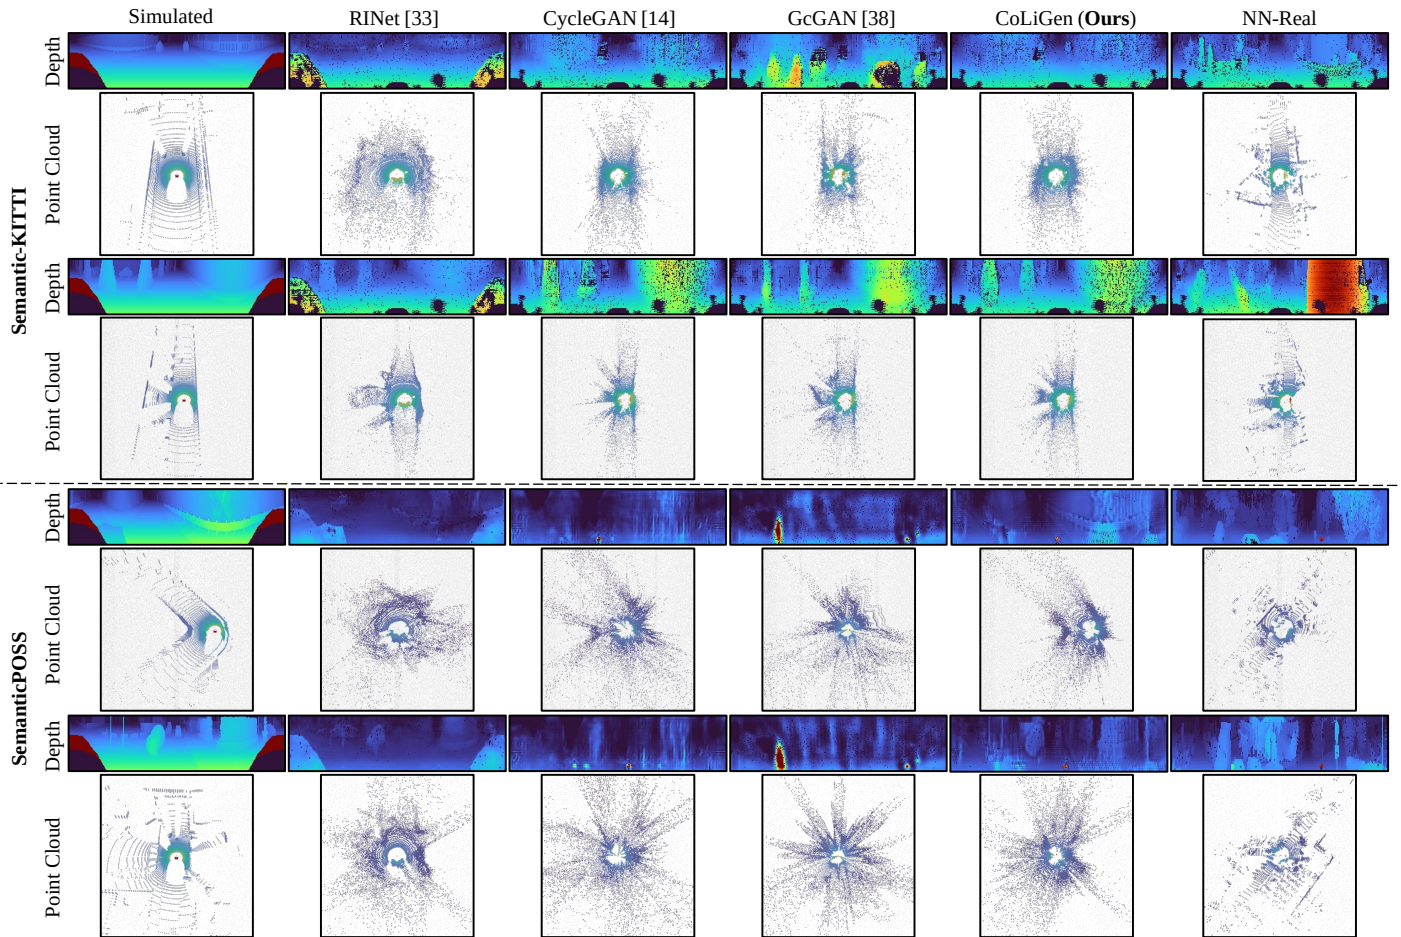 Simulated RINet [33] CycleGAN [14] GcGAN [38] CoLiGen (Ours) NN-Real
Semantic-KITTI
Depth
Point Cloud
Depth
Point Cloud
SemanticPOSS
Depth
Point Cloud
Depth
Point Cloud